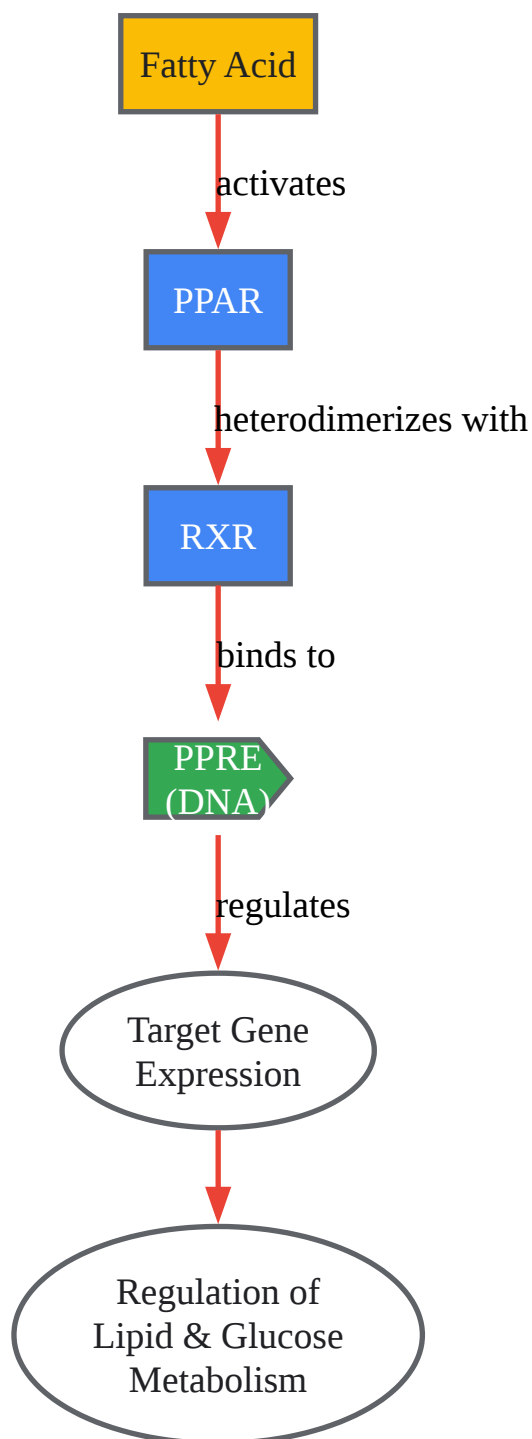 Fatty Acid
activates
PPAR
heterodimerizes with
RXR
binds to
PPRE
(DNA)
regulates
Target Gene
Expression
Regulation of
Lipid & Glucose
Metabolism